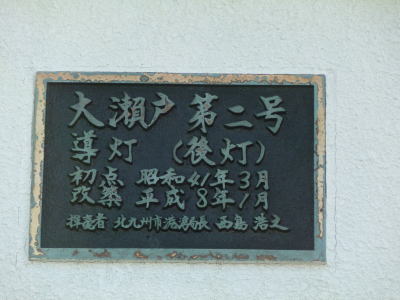 大瀬戸第二号
導灯（後灯）
初点 昭和41年3月
改築 平成8年1月
揮毫者 北九州市港湾局長 西島 浩之